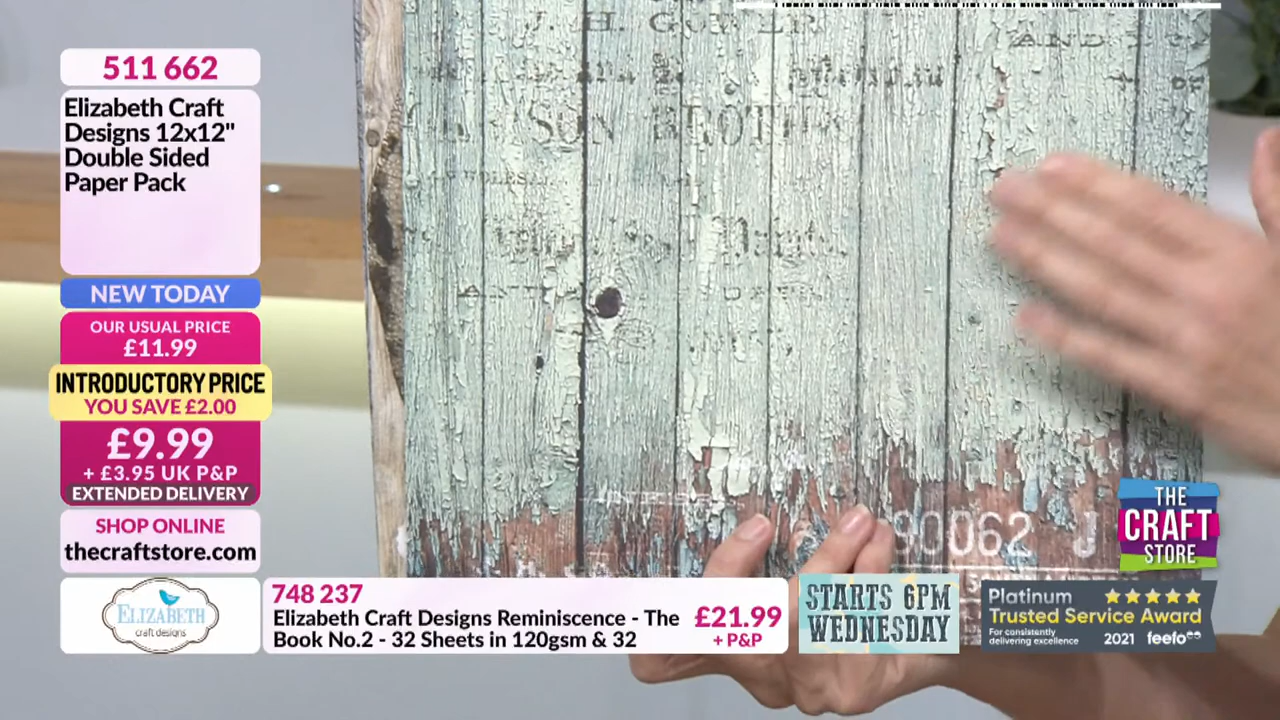 511 662
Elizabeth Craft
Designs 12x12"
Double Sided
Paper Pack
NEW TODAY
OUR USUAL PRICE
£11.99
INTRODUCTORY PRICE
YOU SAVE £2.00
£9.99
+ £3.95 UK P&P
EXTENDED DELIVERY
SHOP ONLINE
thecraftstore.com
ELIZABETH
craft designs
748 237
Elizabeth Craft Designs Reminiscence - The
Book No.2 - 32 Sheets in 120gsm & 32
£21.99
+ P&P
STARTS 6PM
WEDNESDAY
Platinum
Trusted Service Award
For consistently
delivering excellence
2021
feefo
THE
CRAFT
STORE
J. H.
AND
OF
90062 J